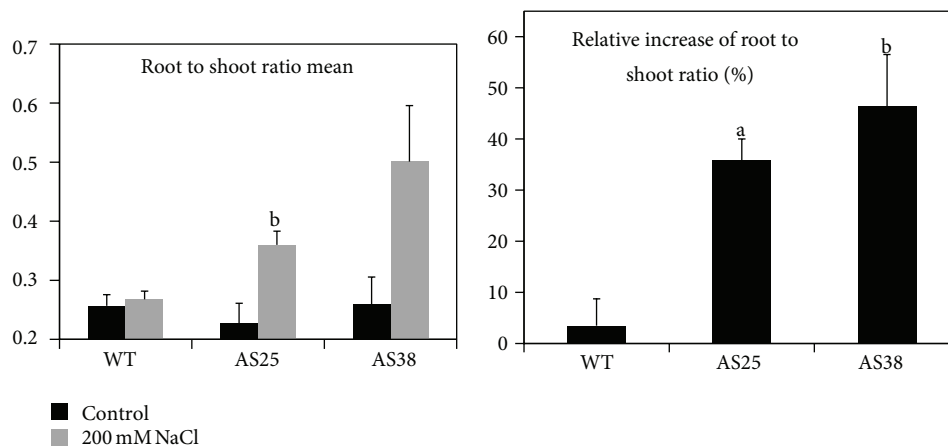 Root to shoot ratio mean
0.7
0.6
0.5
0.4
0.3
0.2
b
WT
AS25
AS38
Control
200 mM NaCl
Relative increase of root to
shoot ratio (%)
60
50
40
30
20
10
0
a
b
WT
AS25
AS38